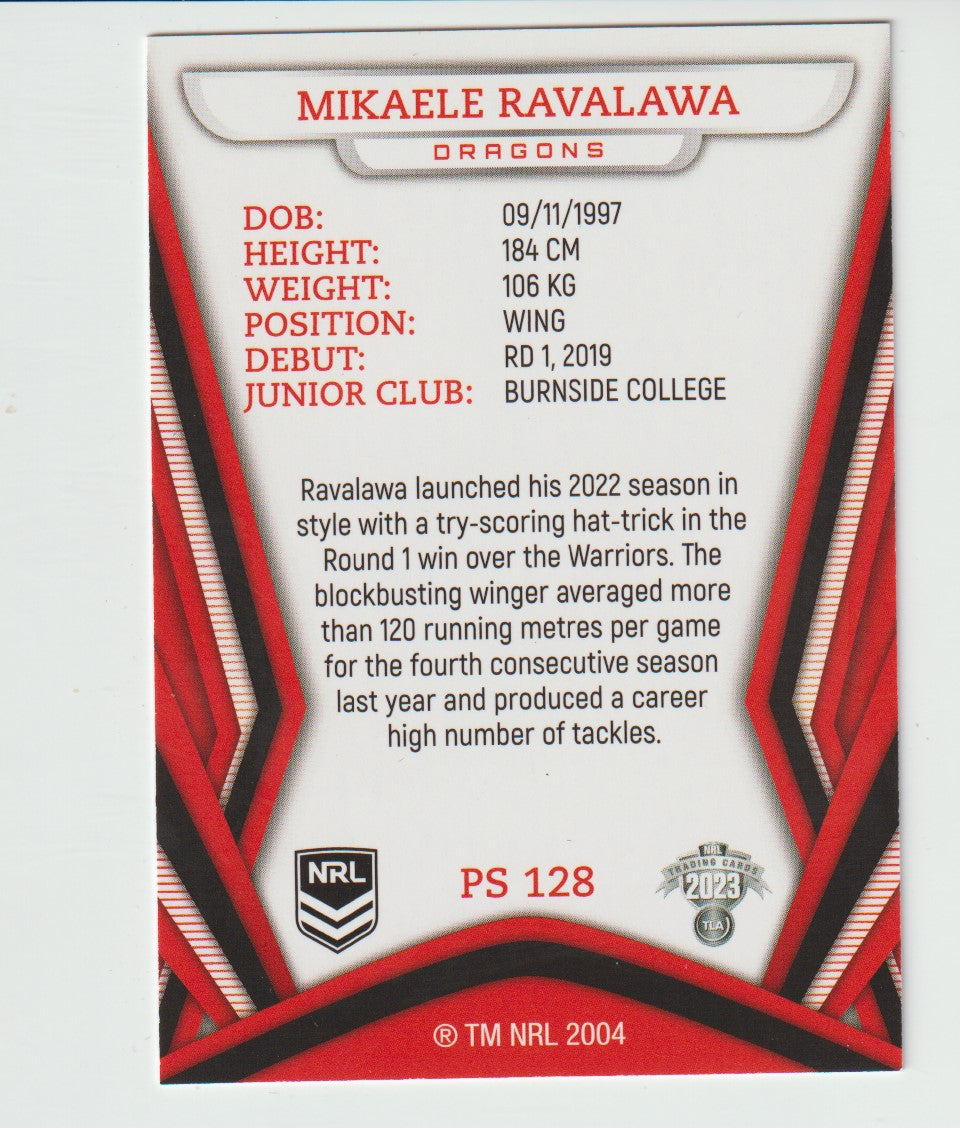 MIKAELE RAVALAWA
DRAGONS
DOB: 09/11/1997
HEIGHT: 184 CM
WEIGHT: 106 KG
POSITION: WING
DEBUT: RD 1, 2019
JUNIOR CLUB: BURNSIDE COLLEGE
Ravalawa launched his 2022 season in
style with a try-scoring hat-trick in the
Round 1 win over the Warriors. The
blockbusting winger averaged more
than 120 running metres per game
for the fourth consecutive season
last year and produced a career
high number of tackles.
NRL
PS 128
NRL
TRADING CARDS
2023
TLA
® TM NRL 2004